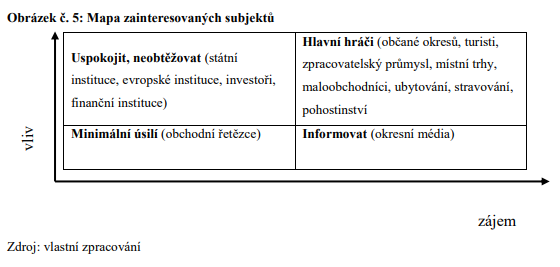 Obrázek č. 5: Mapa zainteresovaných subjektů
Uspokojit, neobtěžovat (státní
instituce, evropské instituce, investoři,
finanční instituce)
Hlavní hráči (občané okresů, turisti,
zpracovatelský průmysl, místní trhy,
maloobchodníci, ubytování, stravování,
pohostinství
Minimální úsilí (obchodní řetězce)
Informovat (okresní média)
vliv
zájem
Zdroj: vlastní zpracování